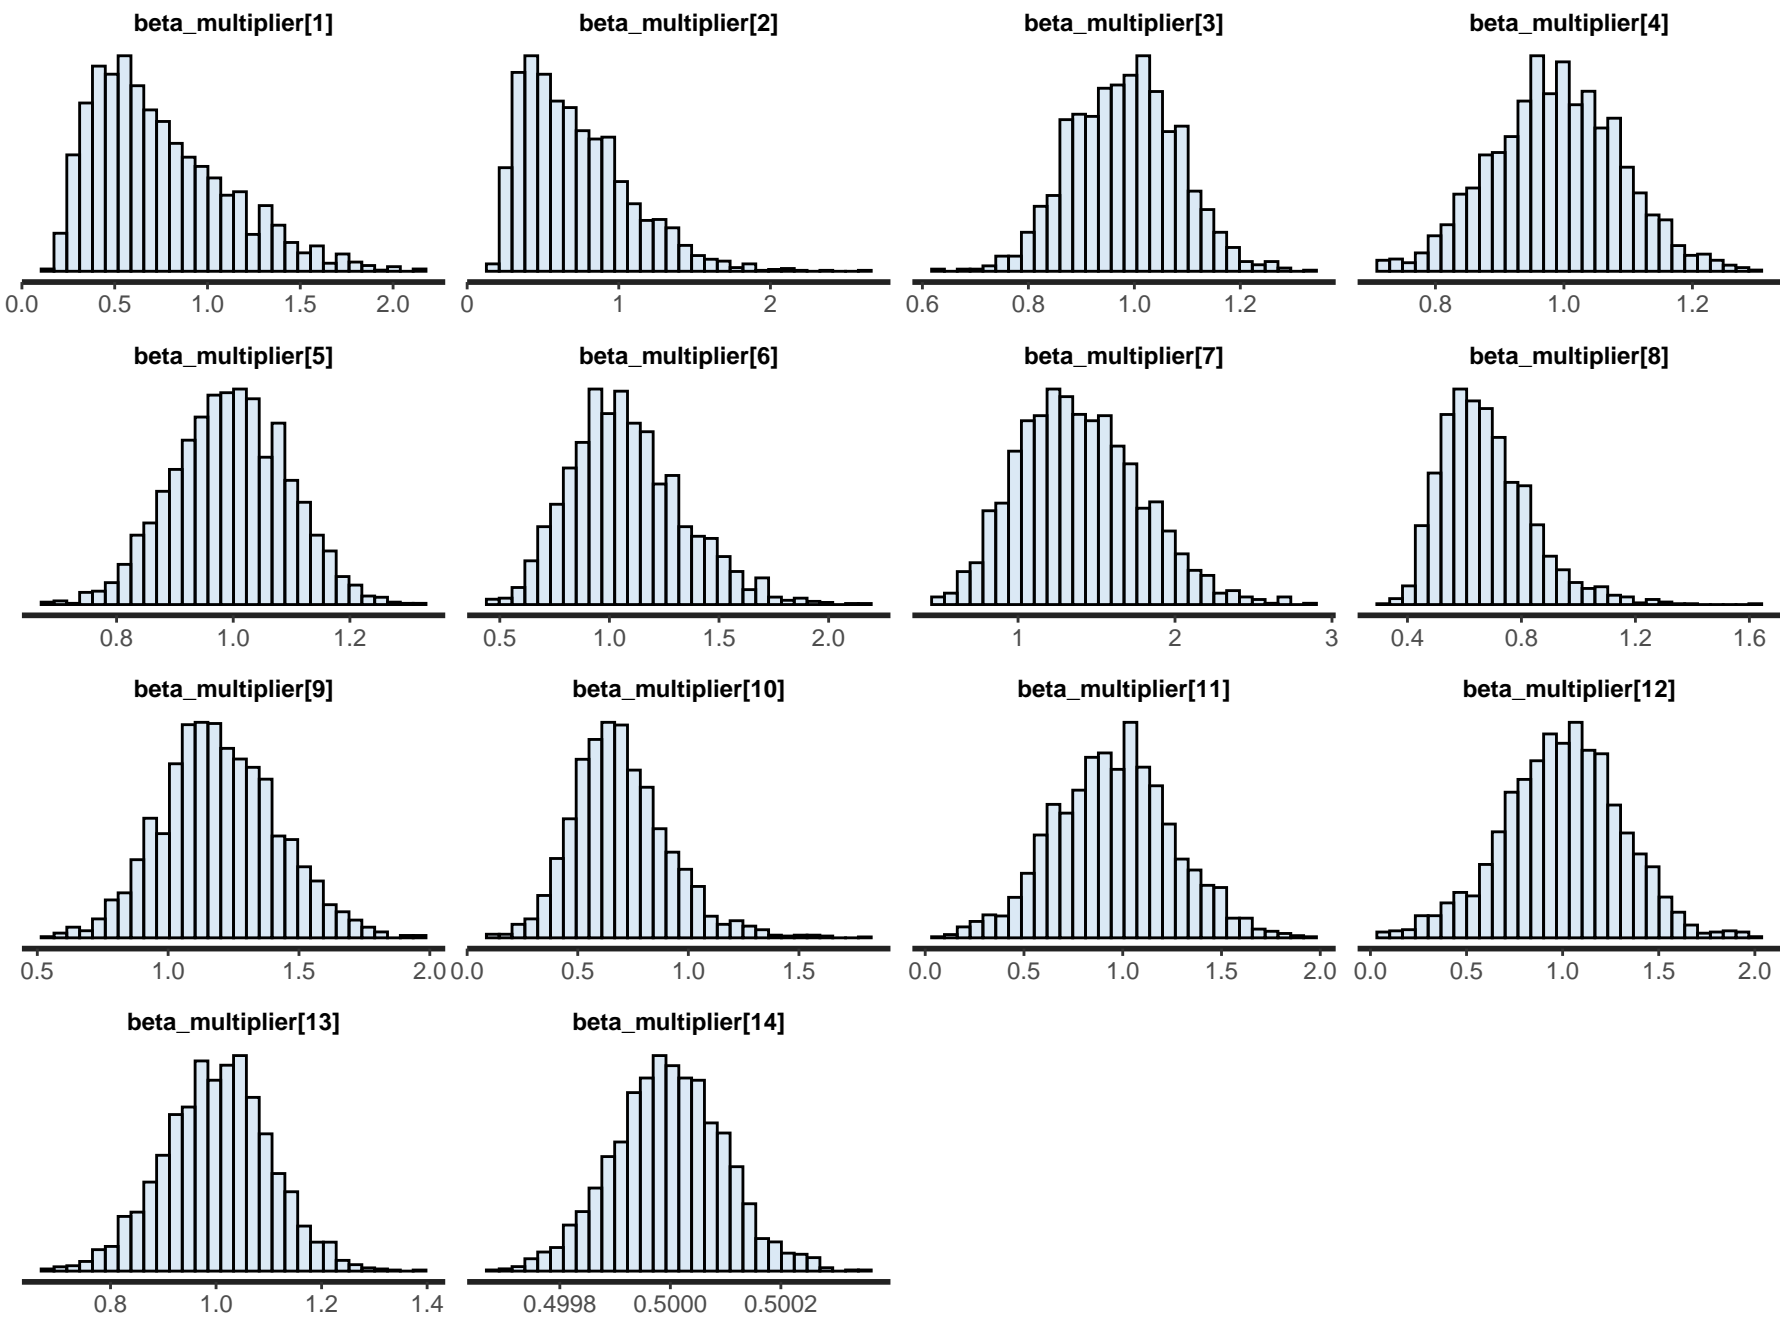 beta_multiplier[1] beta_multiplier[2] beta_multiplier[3] beta_multiplier[4]
0.0 0.5 1.0 1.5 2.0 0 1 2 0.6 0.8 1.0 1.2 0.8 1.0 1.2
beta_multiplier[5] beta_multiplier[6] beta_multiplier[7] beta_multiplier[8]
0.8 1.0 1.2 0.5 1.0 1.5 2.0 1 2 3 0.4 0.8 1.2 1.6
beta_multiplier[9] beta_multiplier[10] beta_multiplier[11] beta_multiplier[12]
0.5 1.0 1.5 2.0 0.0 0.5 1.0 1.5 0.0 0.5 1.0 1.5 2.0 0.0 0.5 1.0 1.5 2.0
beta_multiplier[13] beta_multiplier[14]
0.8 1.0 1.2 1.4 0.4998 0.5000 0.5002